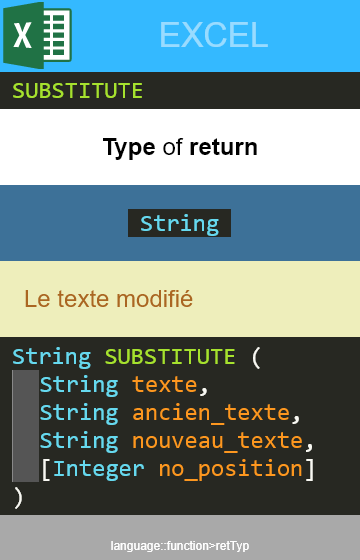 X
EXCEL
SUBSTITUTE
Type of return
String
Le texte modifié
String SUBSTITUTE (
String texte,
String ancien_texte,
String nouveau_texte,
[Integer no_position]
)
language::function>retTyp